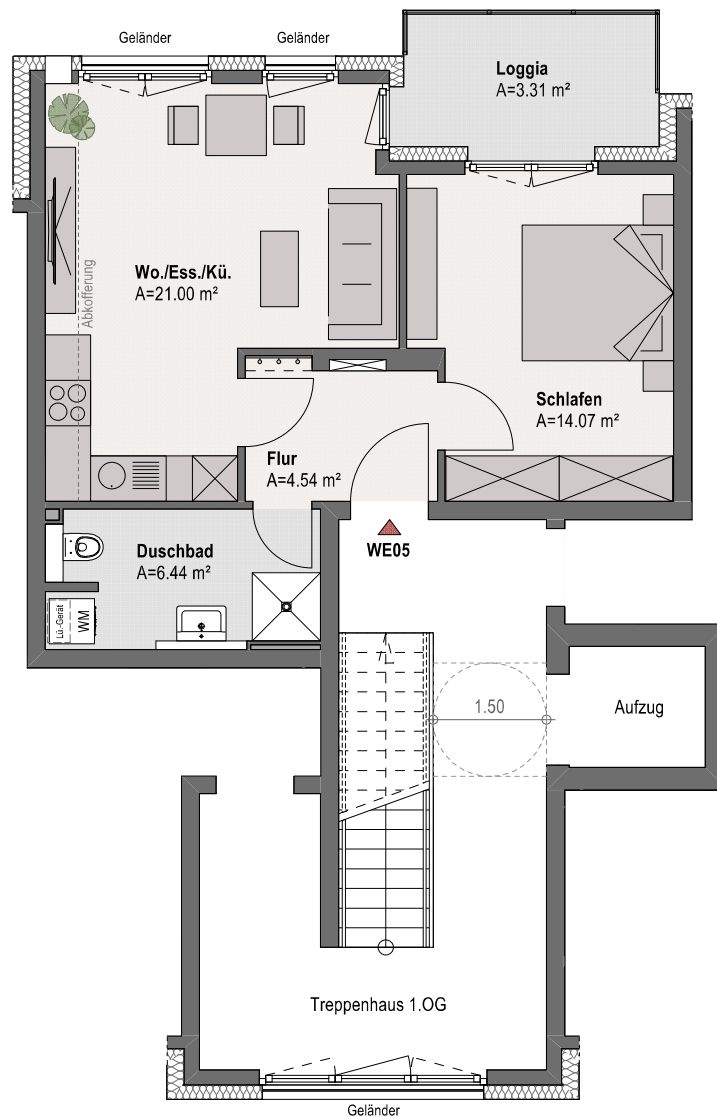 Geländer
Geländer
Loggia
A=3.31 m²
Abkofferung
Wo./Ess./Kü.
A=21.00 m²
Schlafen
A=14.07 m²
Flur
A=4.54 m²
WE05
Duschbad
A=6.44 m²
Lü.-Gerät
WM
1.50
Aufzug
Treppenhaus 1.OG
Geländer